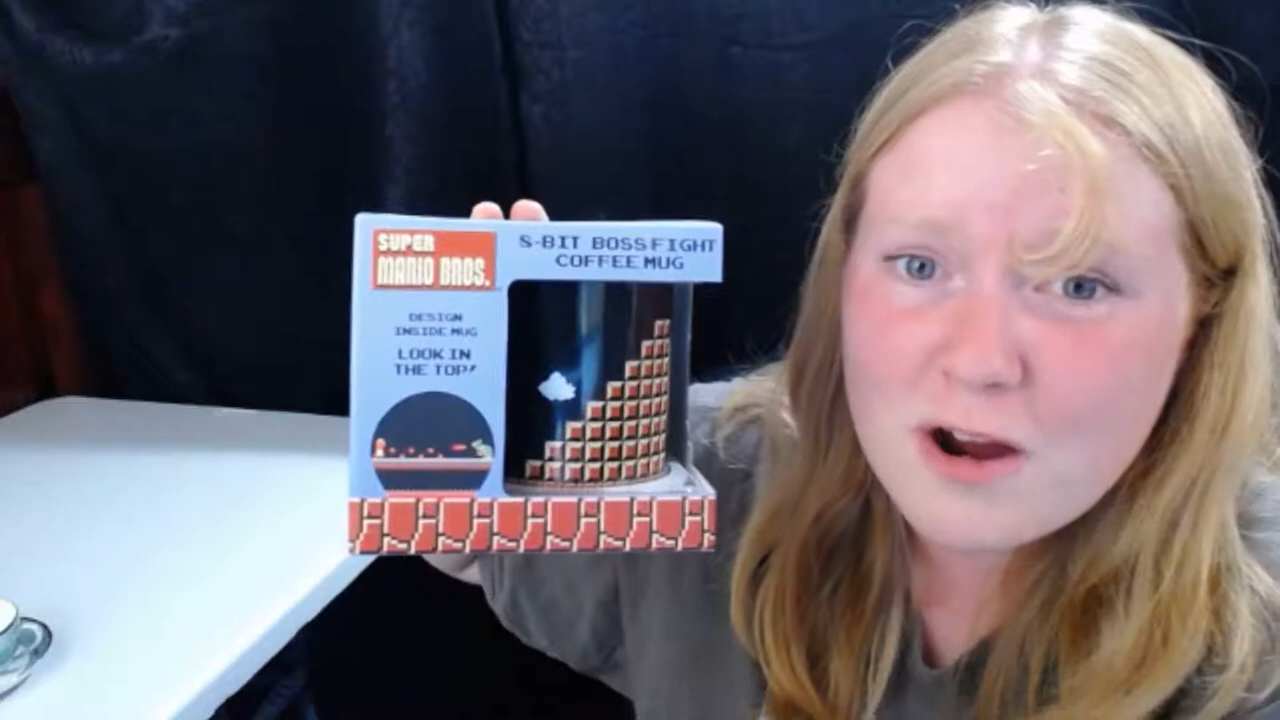 SUPER
MARIO BROS.
8-BIT BOSS FIGHT
COFFEE MUG
DESIGN
INSIDE MUG
LOOK IN
THE TOP!